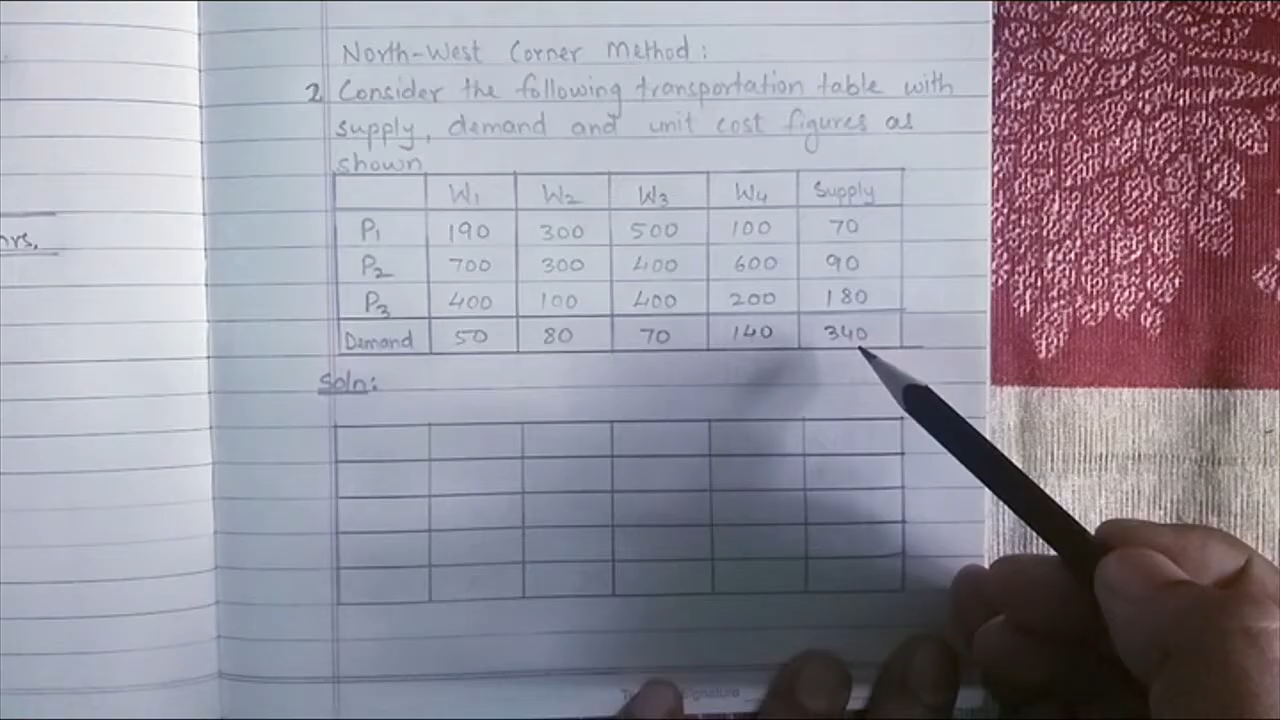 North-West Corner Method:
2 Consider the following transportation table with
supply, demand and unit cost figures as
shown
W1 W2 W3 W4 Supply
P1 190 300 500 100 70
P2 700 300 400 600 90
P3 400 100 400 200 180
Demand 50 80 70 140 340
Soln:
nrs.